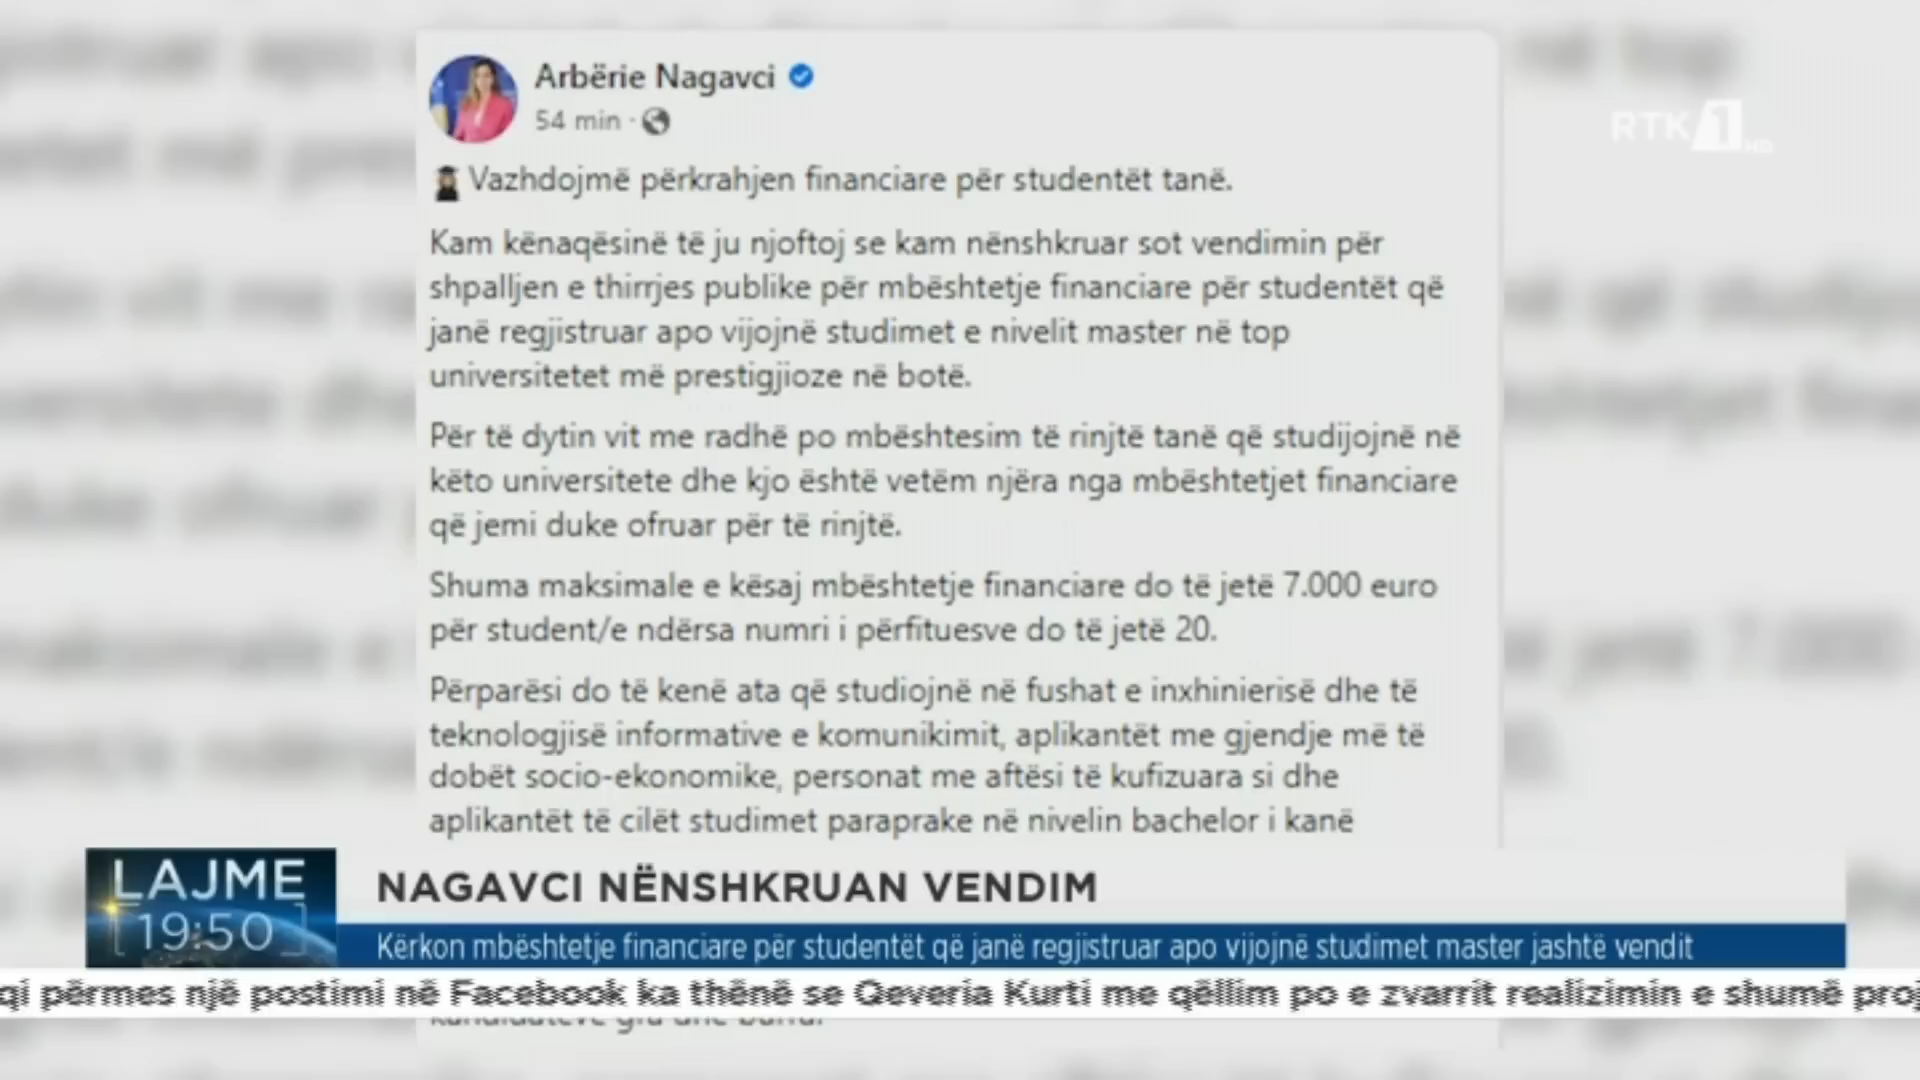 Arbërie Nagavci
54 min ·
Vazhdojmë përkrahjen financiare për studentët tanë.
Kam kënaqësinë të ju njoftoj se kam nënshkruar sot vendimin për
shpalljen e thirrjes publike për mbështetje financiare për studentët që
janë regjistruar apo vijojnë studimet e nivelit master në top
universitetet më prestigjioze në botë.
Për të dytin vit me radhë po mbështesim të rinjtë tanë që studijojnë në
këto universitete dhe kjo është vetëm njëra nga mbështetjet financiare
që jemi duke ofruar për të rinjtë.
Shuma maksimale e kësaj mbështetje financiare do të jetë 7.000 euro
për student/e ndërsa numri i përfituesve do të jetë 20.
Përparësi do të kenë ata që studiojnë në fushat e inxhinierisë dhe të
teknologjisë informative e komunikimit, aplikantët me gjendje më të
dobët socio-ekonomike, personat me aftësi të kufizuara si dhe
aplikantët të cilët studimet paraprake në nivelin bachelor i kanë
RTK 1 HD
LAJME
19:50
NAGAVCI NËNSHKRUAN VENDIM
Kërkon mbështetje financiare për studentët që janë regjistruar apo vijojnë studimet master jashtë vendit
qi përmes një postimi në Facebook ka thënë se Qeveria Kurti me qëllim po e zvarrit realizimin e shumë proj